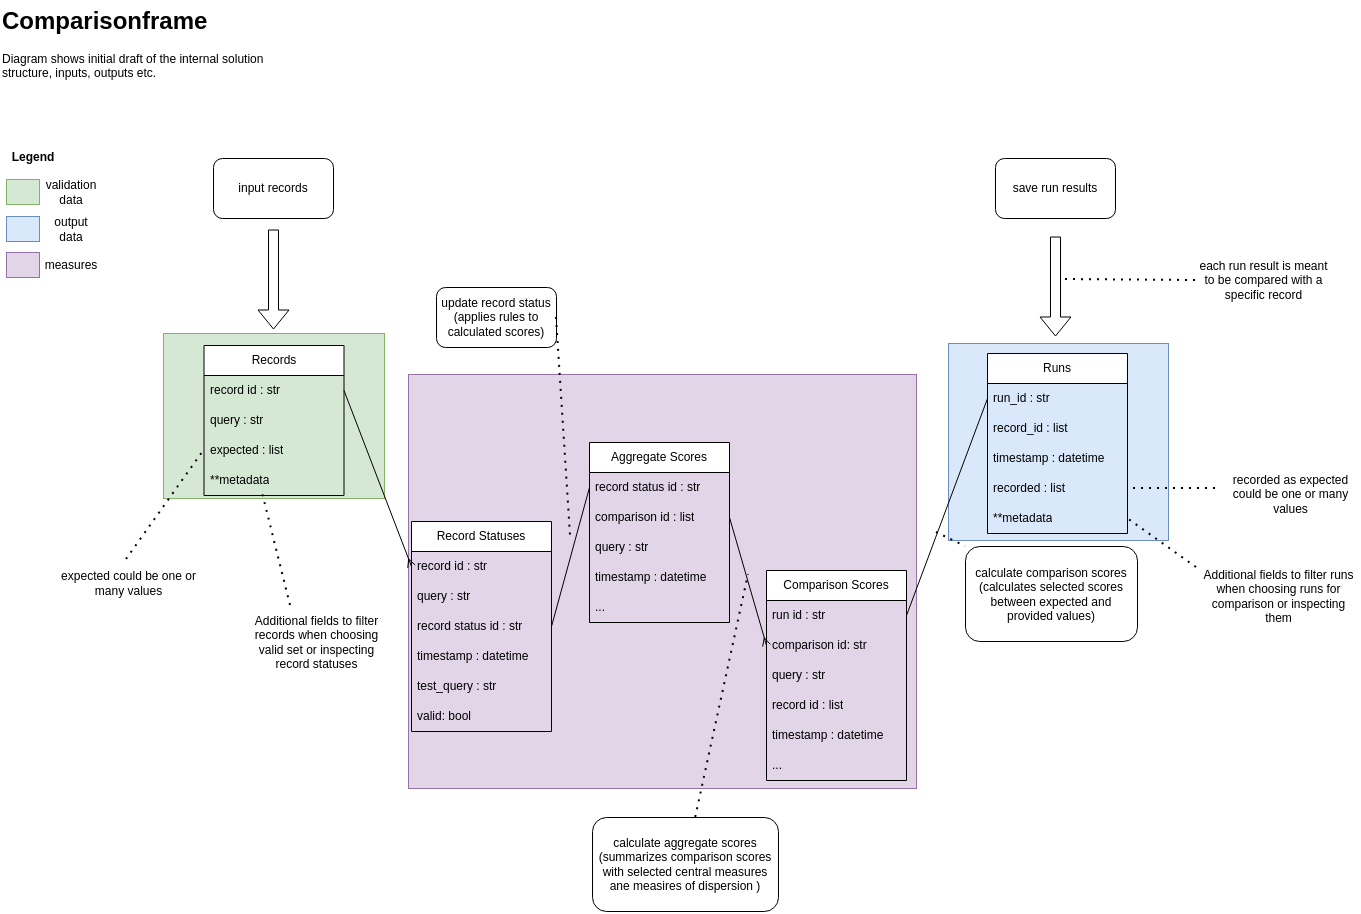 Comparisonframe
Diagram shows initial draft of the internal solution
structure, inputs, outputs etc.
Legend
validation
data
output
data
measures
input records
save run results
each run result is meant
to be compared with a
specific record
update record status
(applies rules to
calculated scores)
Records
record id : str
query : str
expected : list
**metadata
expected could be one or
many values
Additional fields to filter
records when choosing
valid set or inspecting
record statuses
Record Statuses
record id : str
query : str
record status id : str
timestamp : datetime
test_query : str
valid: bool
Aggregate Scores
record status id : str
comparison id : list
query : str
timestamp : datetime
...
Comparison Scores
run id : str
comparison id: str
query : str
record id : list
timestamp : datetime
...
Runs
run_id : str
record_id : list
timestamp : datetime
recorded : list
**metadata
recorded as expected
could be one or many
values
Additional fields to filter runs
when choosing runs for
comparison or inspecting
them
calculate comparison scores
(calculates selected scores
between expected and
provided values)
calculate aggregate scores
(summarizes comparison scores
with selected central measures
ane measires of dispersion )